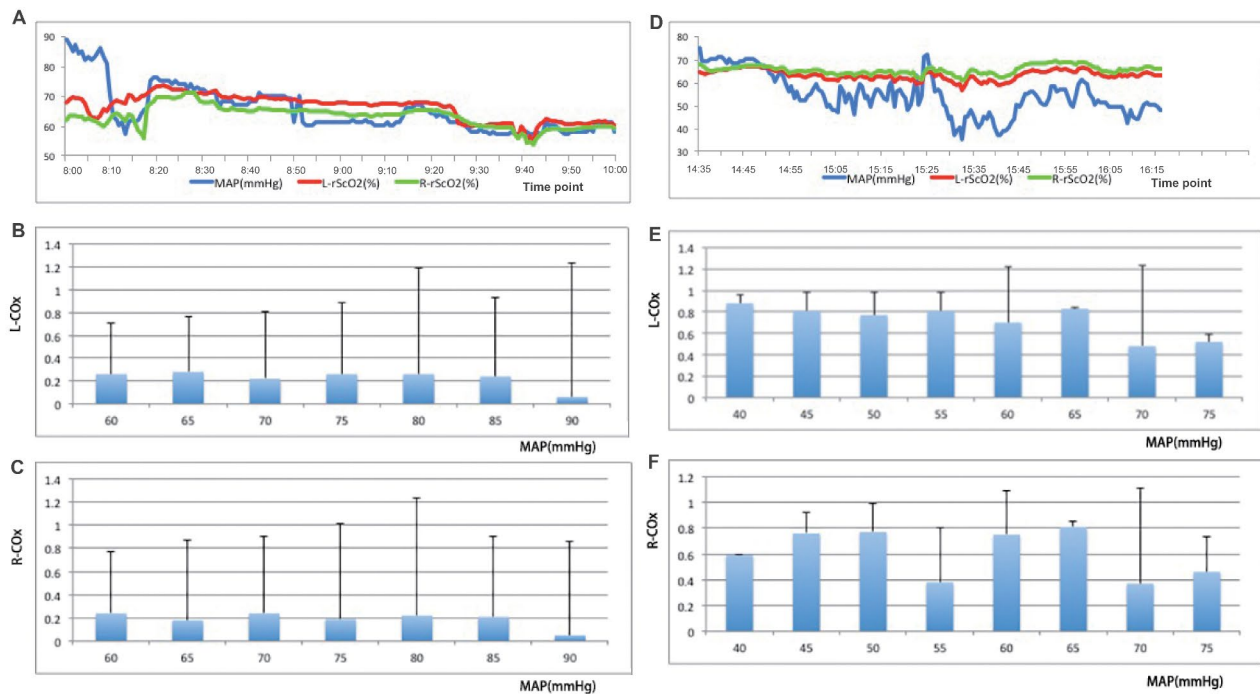 A
90
80
70
60
50
8:00 8:10 8:20 8:30 8:40 8:50 9:00 9:10 9:20 9:30 9:40 9:50 10:00
MAP(mmHg) L-rScO2(%) R-rScO2(%) Time point
B
L-COx
1.4
1.2
1
0.8
0.6
0.4
0.2
0
60 65 70 75 80 85 90
MAP(mmHg)
C
R-COx
1.4
1.2
1
0.8
0.6
0.4
0.2
0
60 65 70 75 80 85 90
MAP(mmHg)
D
80
70
60
50
40
30
14:35 14:45 14:55 15:05 15:15 15:25 15:35 15:45 15:55 16:05 16:15
MAP(mmHg) L-rScO2(%) R-rScO2(%) Time point
E
L-COx
1.4
1.2
1
0.8
0.6
0.4
0.2
0
40 45 50 55 60 65 70 75
MAP(mmHg)
F
R-COx
1.2
1
0.8
0.6
0.4
0.2
0
40 45 50 55 60 65 70 75
MAP(mmHg)